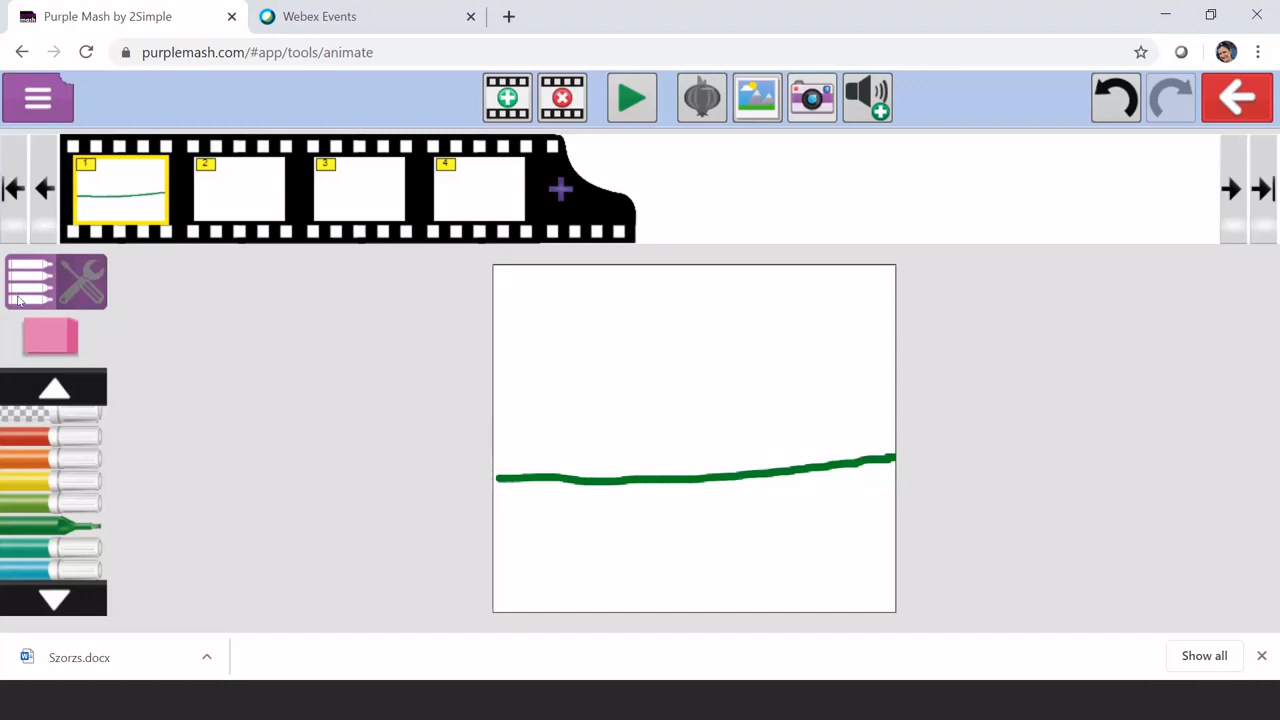 Purple Mash by 2Simple
Webex Events
purplemash.com/#app/tools/animate
1
2
3
4
Szorzs.docx
Show all